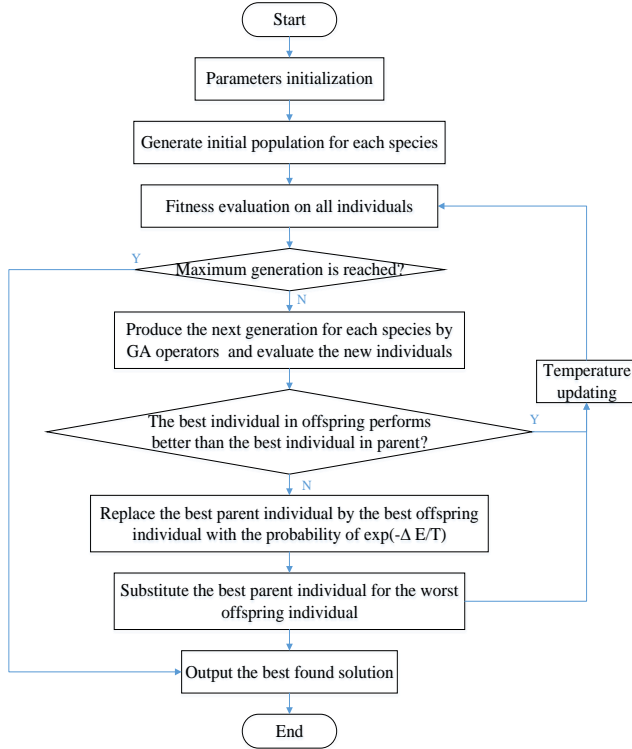 Start
Parameters initialization
Generate initial population for each species
Fitness evaluation on all individuals
Y
Maximum generation is reached?
N
Produce the next generation for each species by
GA operators and evaluate the new individuals
Temperature
updating
The best individual in offspring performs
better than the best individual in parent?
Y
N
Replace the best parent individual by the best offspring
individual with the probability of exp(-Δ E/T)
Substitute the best parent individual for the worst
offspring individual
Output the best found solution
End